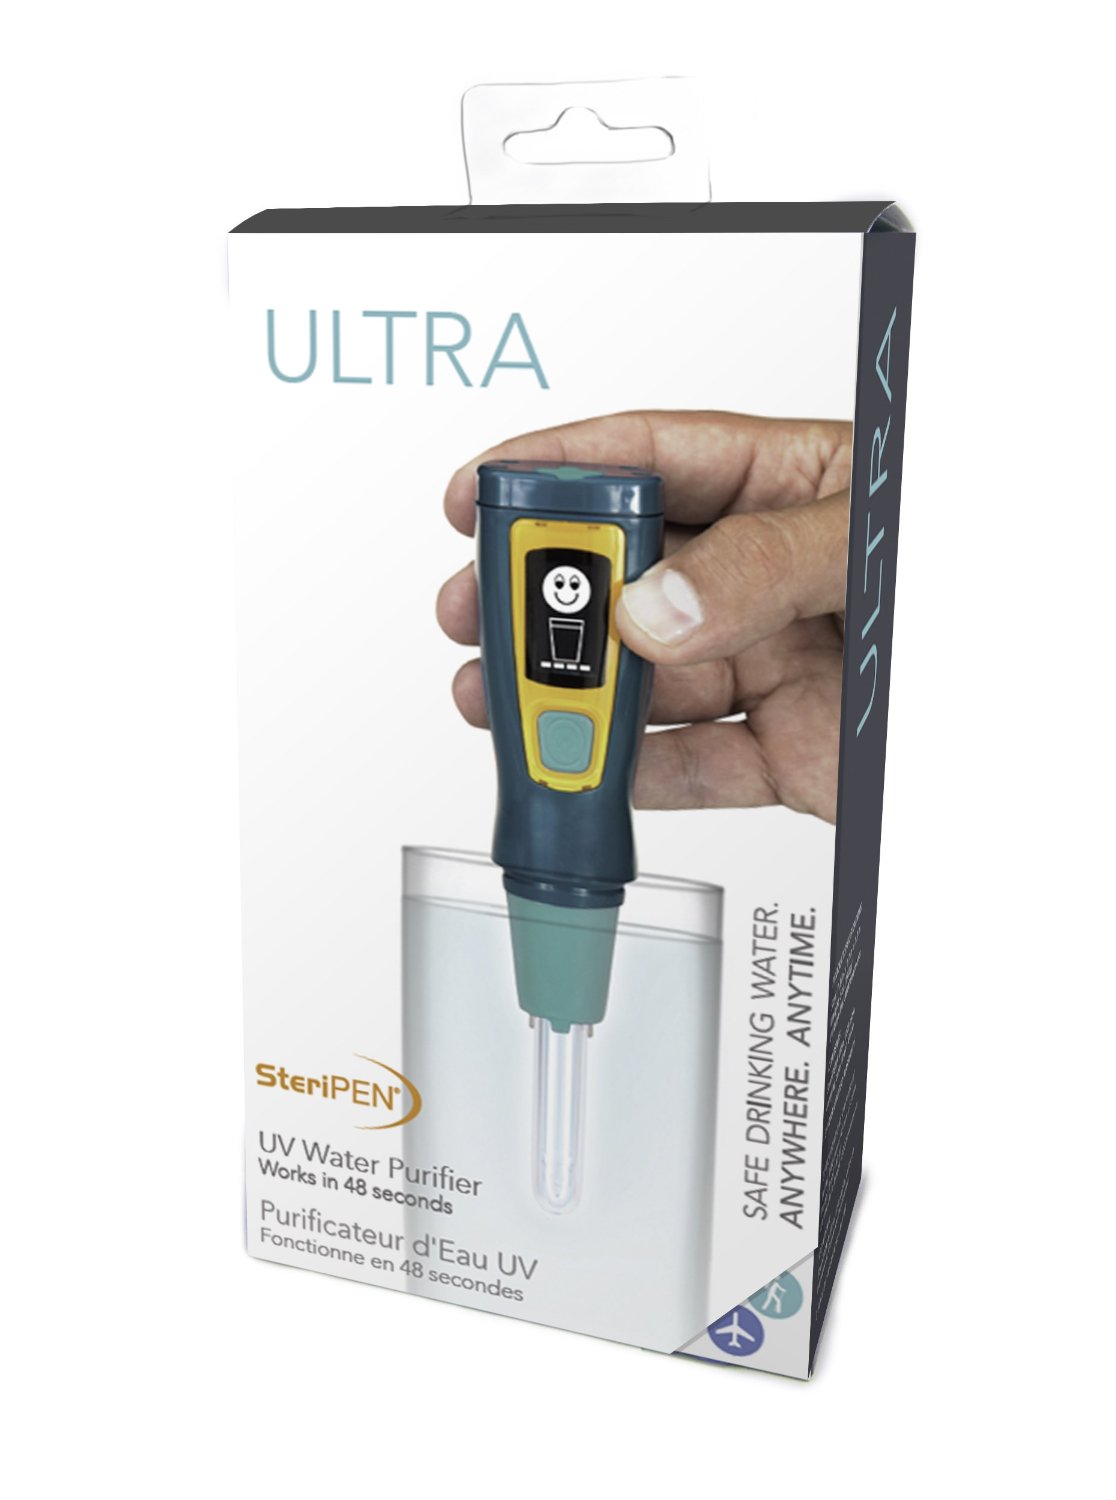 ULTRA
SteriPEN®
UV Water Purifier
Works in 48 seconds
Purificateur d'Eau UV
Fonctionne en 48 secondes
SAFE DRINKING WATER.
ANYWHERE. ANYTIME.
ULTRA